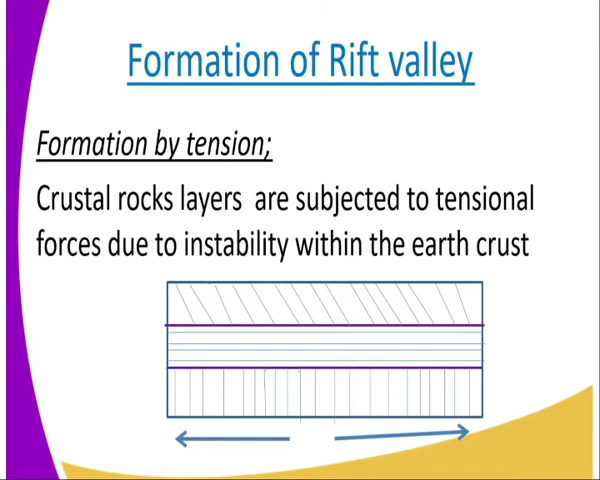 Formation of Rift valley
Formation by tension;
Crustal rocks layers are subjected to tensional
forces due to instability within the earth crust